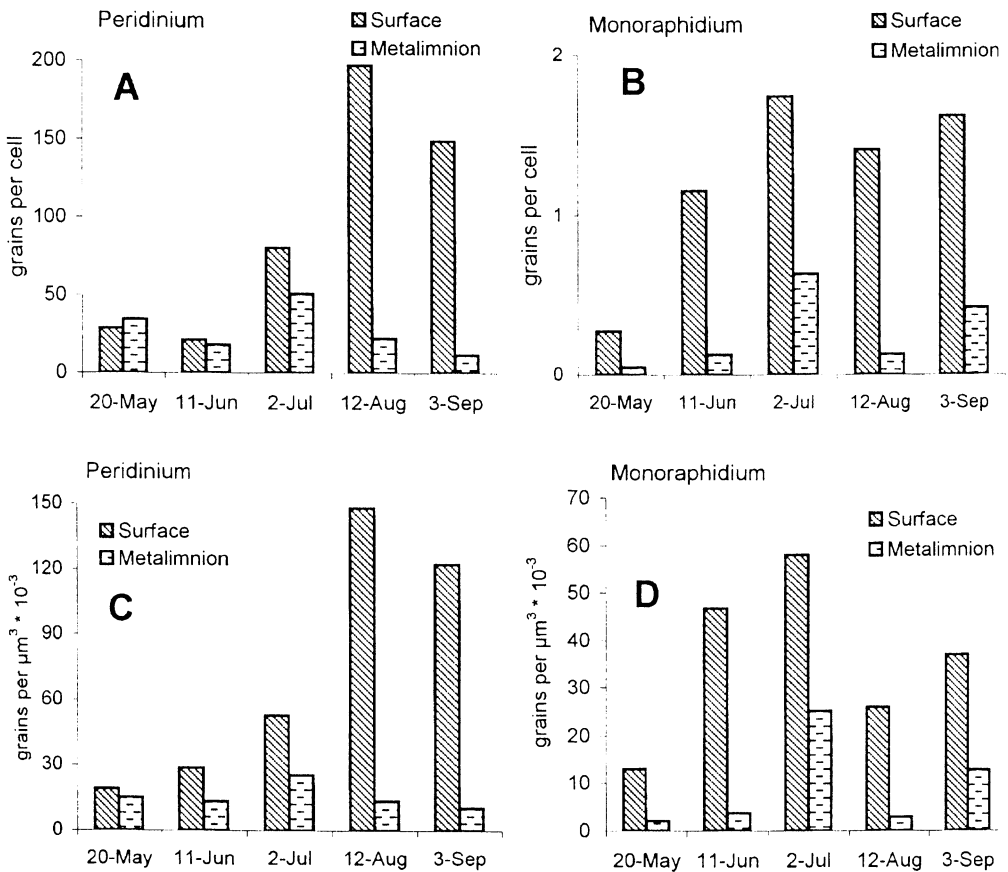 Peridinium
Surface
Metalimnion
A
grains per cell
200
150
100
50
0
20-May 11-Jun 2-Jul 12-Aug 3-Sep
Monoraphidium
Surface
Metalimnion
B
grains per cell
2
1
0
20-May 11-Jun 2-Jul 12-Aug 3-Sep
Peridinium
Surface
Metalimnion
C
grains per µm³ * 10⁻³
150
120
90
60
30
0
20-May 11-Jun 2-Jul 12-Aug 3-Sep
Monoraphidium
Surface
Metalimnion
D
grains per µm³ * 10⁻³
70
60
50
40
30
20
10
0
20-May 11-Jun 2-Jul 12-Aug 3-Sep